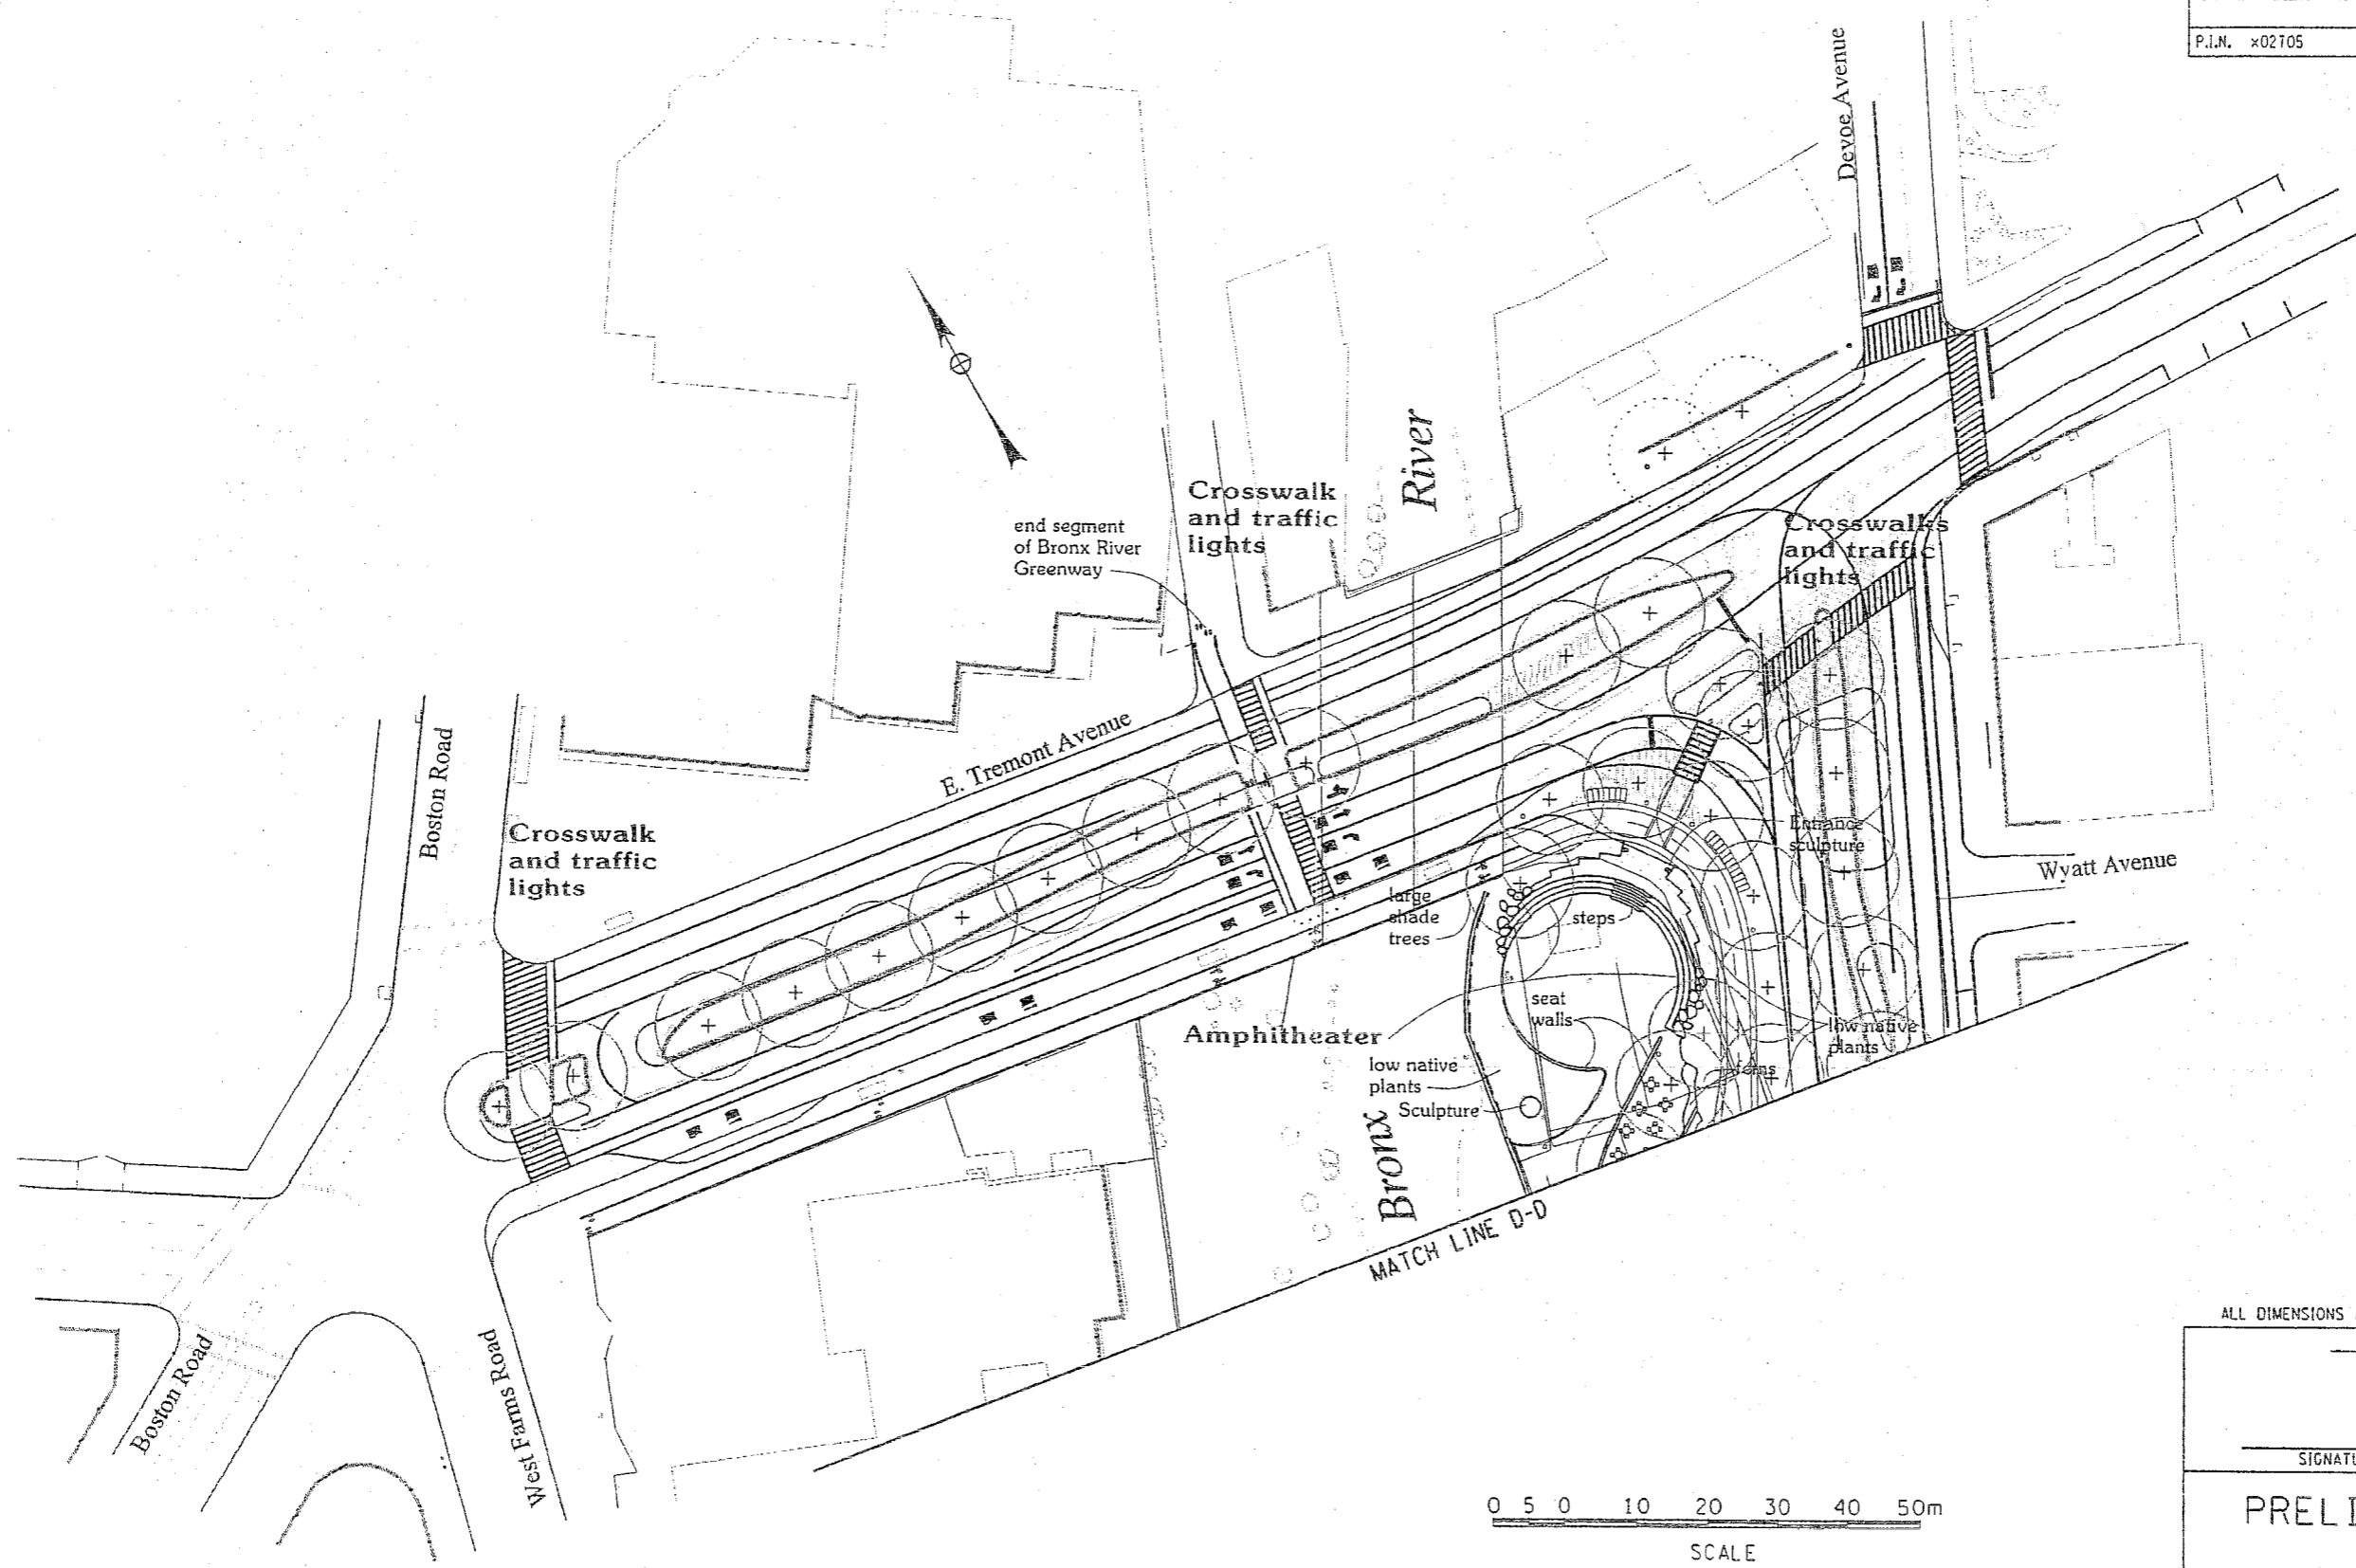 P.I.N. x02705
Devoe Avenue
River
Crosswalk
and traffic
lights
end segment
of Bronx River
Greenway
Crosswalks
and traffic
lights
E. Tremont Avenue
Boston Road
Crosswalk
and traffic
lights
Entrance
sculpture
Wyatt Avenue
large
shade
trees
steps
seat
walls
Amphitheater
low native
plants
low native
plants
ferns
Sculpture
Bronx
MATCH LINE D-D
Boston Road
West Farms Road
ALL DIMENSIONS
0 5 0 10 20 30 40 50m
SCALE
SIGNATU
PRELI